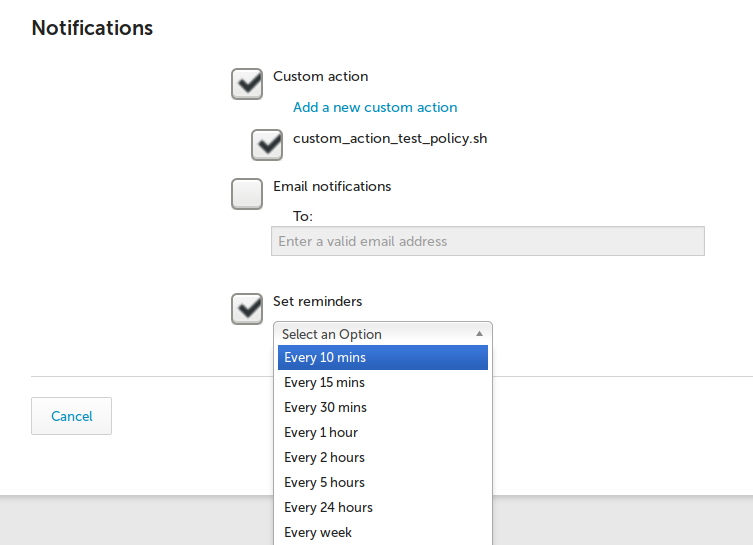 Notifications
Custom action
Add a new custom action
custom_action_test_policy.sh
Email notifications
To:
Enter a valid email address
Set reminders
Select an Option
Every 10 mins
Every 15 mins
Every 30 mins
Cancel
Every 1 hour
Every 2 hours
Every 5 hours
Every 24 hours
Every week